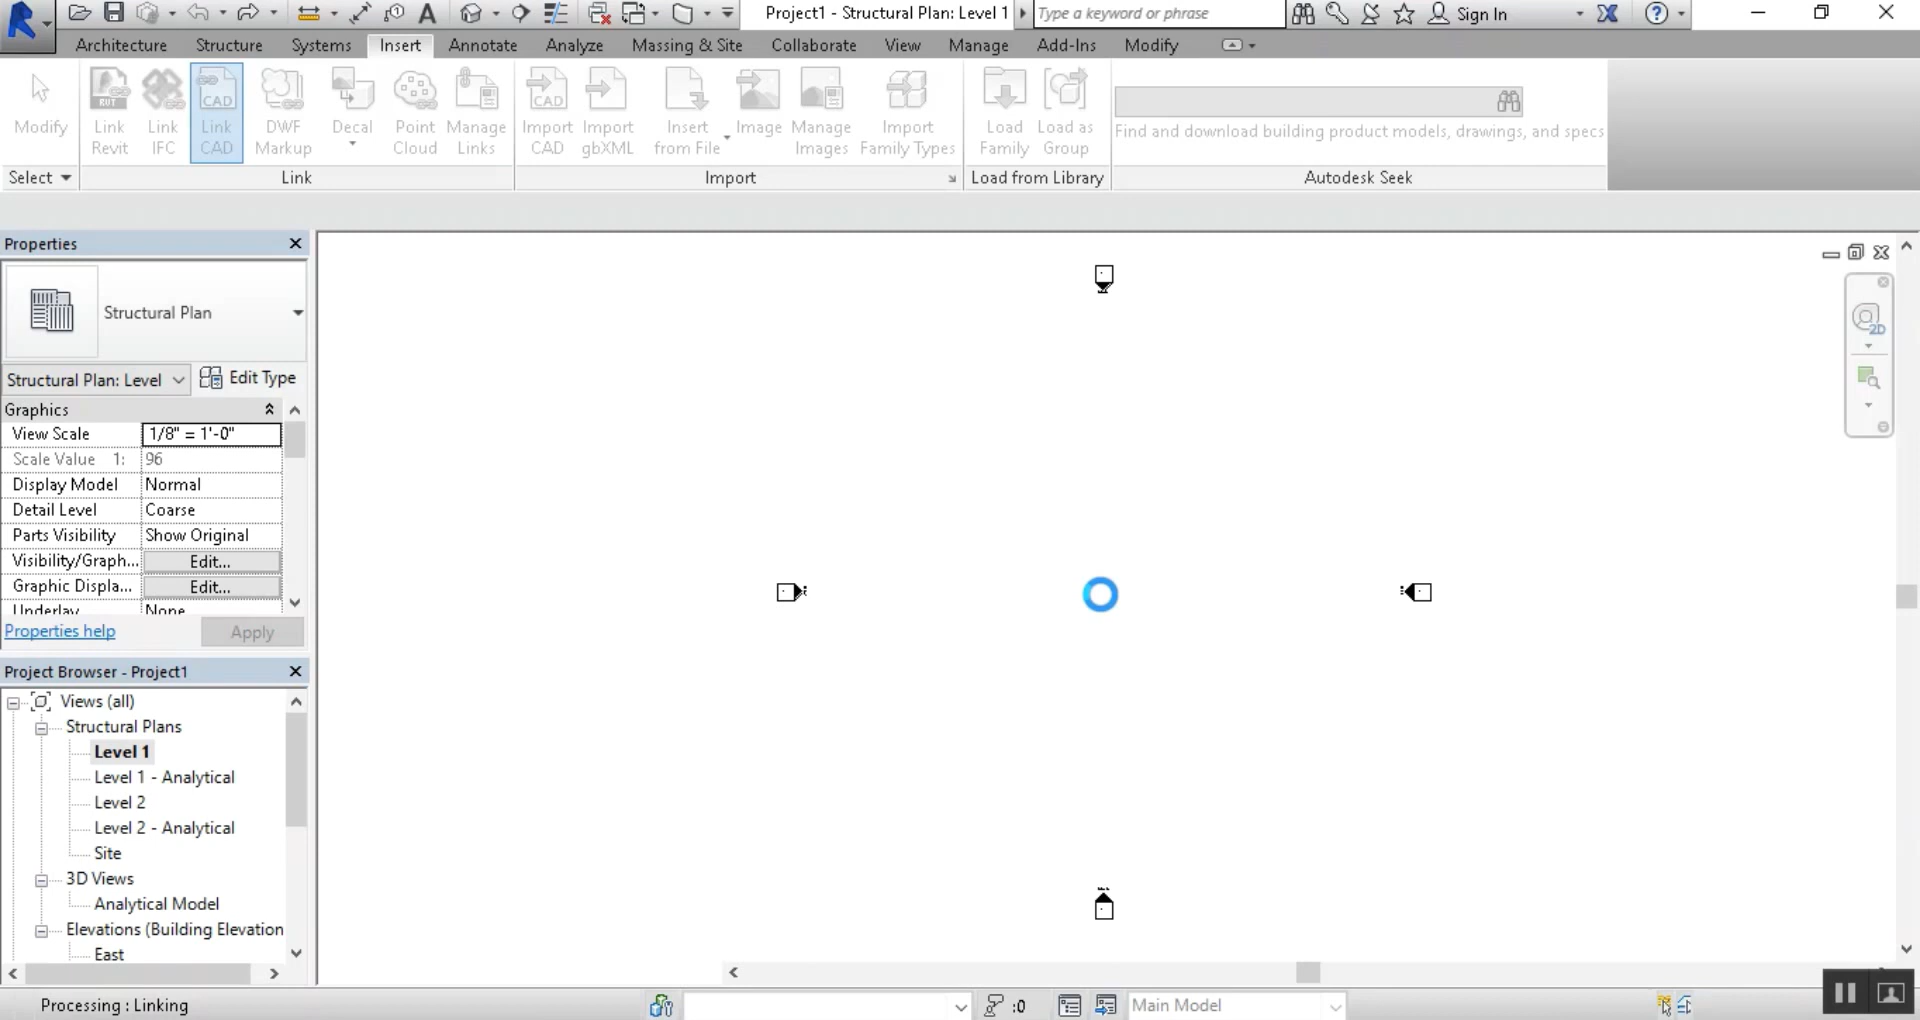 Project1 - Structural Plan: Level 1
Type a keyword or phrase
Sign In
Architecture Structure Systems Insert Annotate Analyze Massing & Site Collaborate View Manage Add-Ins Modify
Modify
Link Revit
Link IFC
Link CAD
DWF Markup
Decal
Point Cloud
Manage Links
Import CAD
Import gbXML
Insert from File
Image
Manage Images
Import Family Types
Load Family
Load as Group
Find and download building product models, drawings, and specs
Select Link Import Load from Library Autodesk Seek
Properties
Structural Plan
Structural Plan: Level
Edit Type
Graphics
View Scale 1/8" = 1'-0"
Scale Value 1: 96
Display Model Normal
Detail Level Coarse
Parts Visibility Show Original
Visibility/Graph... Edit...
Graphic Displa... Edit...
Underlay None
Properties help Apply
Project Browser - Project1
Views (all)
Structural Plans
Level 1
Level 1 - Analytical
Level 2
Level 2 - Analytical
Site
3D Views
Analytical Model
Elevations (Building Elevation
East
2D
Processing : Linking
:0
Main Model